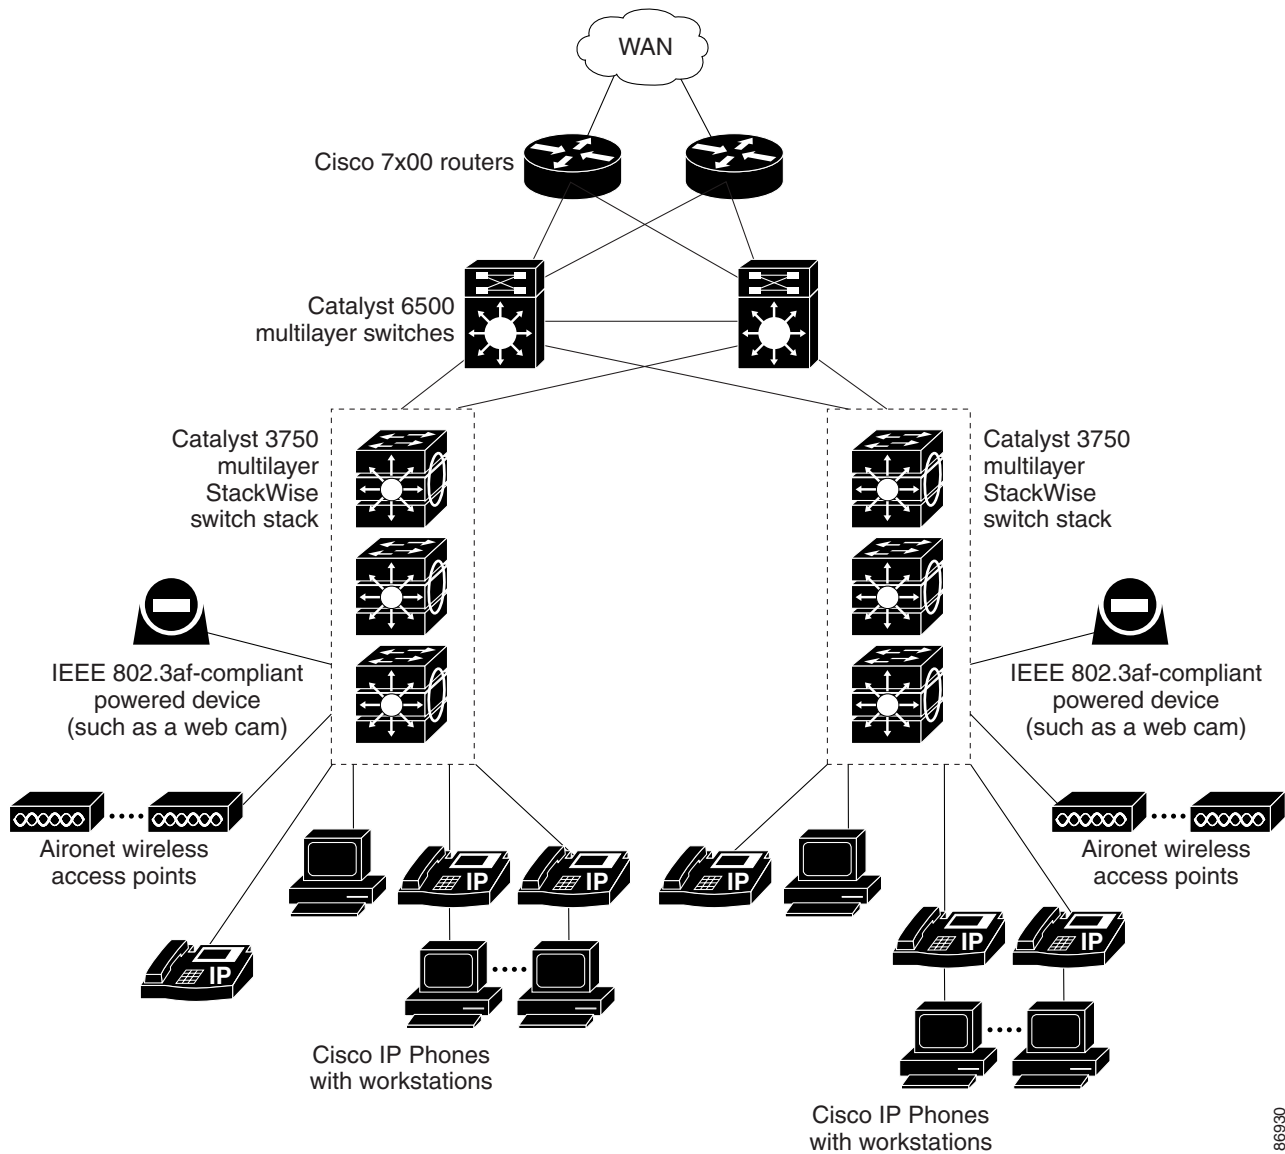 WAN
Cisco 7x00 routers
Catalyst 6500
multilayer switches
Catalyst 3750
multilayer
StackWise
switch stack
Catalyst 3750
multilayer
StackWise
switch stack
IEEE 802.3af-compliant
powered device
(such as a web cam)
IEEE 802.3af-compliant
powered device
(such as a web cam)
Aironet wireless
access points
Aironet wireless
access points
IP
IP
IP
IP
IP
IP
Cisco IP Phones
with workstations
Cisco IP Phones
with workstations
86930